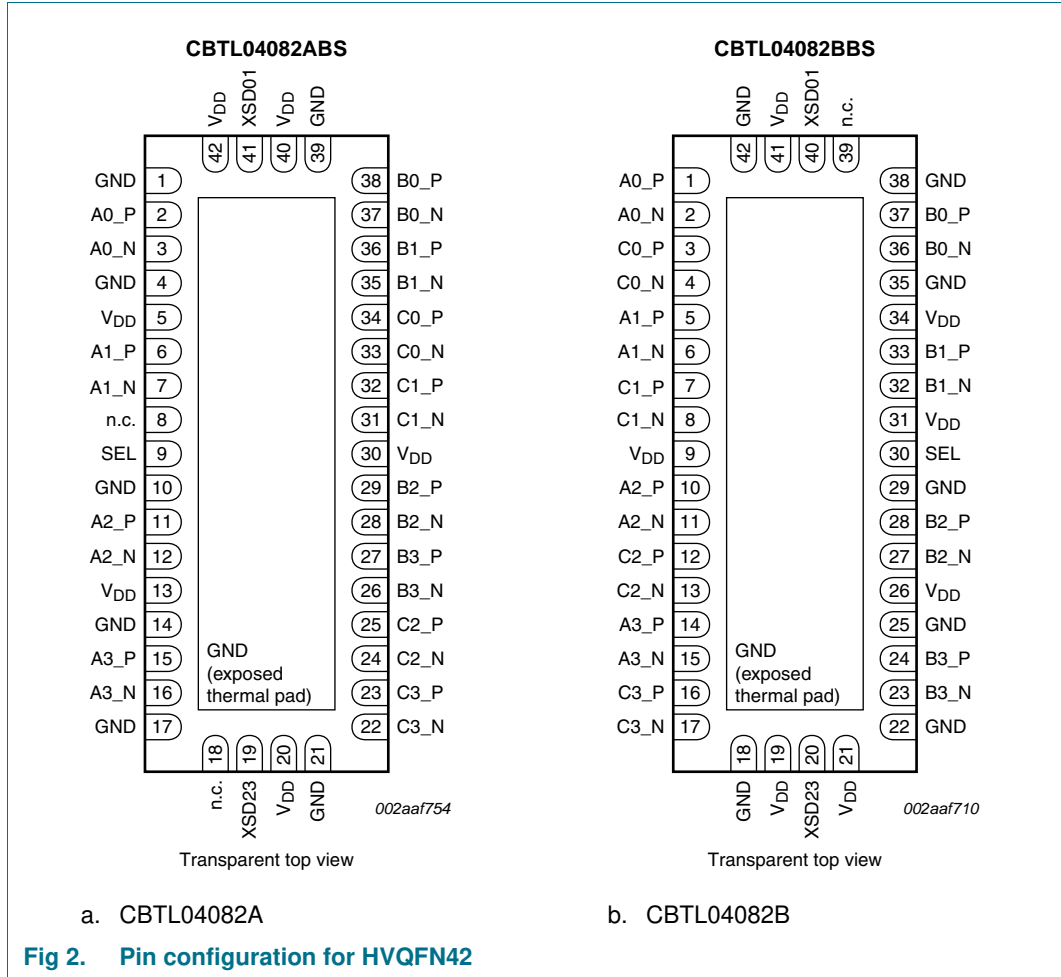 CBTL04082ABS
VDD XSD01 VDD GND
42 41 40 39
GND 1 38 B0_P
A0_P 2 37 B0_N
A0_N 3 36 B1_P
GND 4 35 B1_N
VDD 5 34 C0_P
A1_P 6 33 C0_N
A1_N 7 32 C1_P
n.c. 8 31 C1_N
SEL 9 30 VDD
GND 10 29 B2_P
A2_P 11 28 B2_N
A2_N 12 27 B3_P
VDD 13 26 B3_N
GND 14 25 C2_P
A3_P 15 24 C2_N
A3_N 16 23 C3_P
GND 17 22 C3_N
GND
(exposed
thermal pad)
18 19 20 21
n.c. XSD23 VDD GND
002aaf754
Transparent top view
a. CBTL04082A
CBTL04082BBS
GND VDD XSD01 n.c.
42 41 40 39
A0_P 1 38 GND
A0_N 2 37 B0_P
C0_P 3 36 B0_N
C0_N 4 35 GND
A1_P 5 34 VDD
A1_N 6 33 B1_P
C1_P 7 32 B1_N
C1_N 8 31 VDD
VDD 9 30 SEL
A2_P 10 29 GND
A2_N 11 28 B2_P
C2_P 12 27 B2_N
C2_N 13 26 VDD
A3_P 14 25 GND
A3_N 15 24 B3_P
C3_P 16 23 B3_N
C3_N 17 22 GND
GND
(exposed
thermal pad)
18 19 20 21
GND VDD XSD23 VDD
002aaf710
Transparent top view
b. CBTL04082B
Fig 2. Pin configuration for HVQFN42